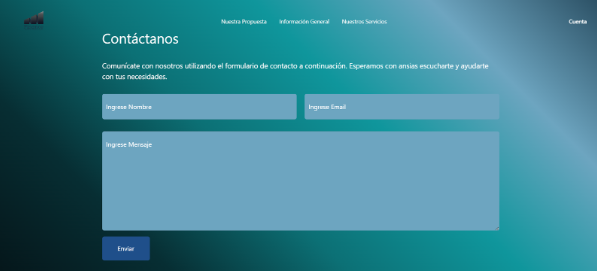 Nuestra Propuesta Información General Nuestros Servicios Cuenta
Contáctanos
Comunícate con nosotros utilizando el formulario de contacto a continuación. Esperamos con ansias escucharte y ayudarte
con tus necesidades.
Ingrese Nombre Ingrese Email
Ingrese Mensaje
Enviar